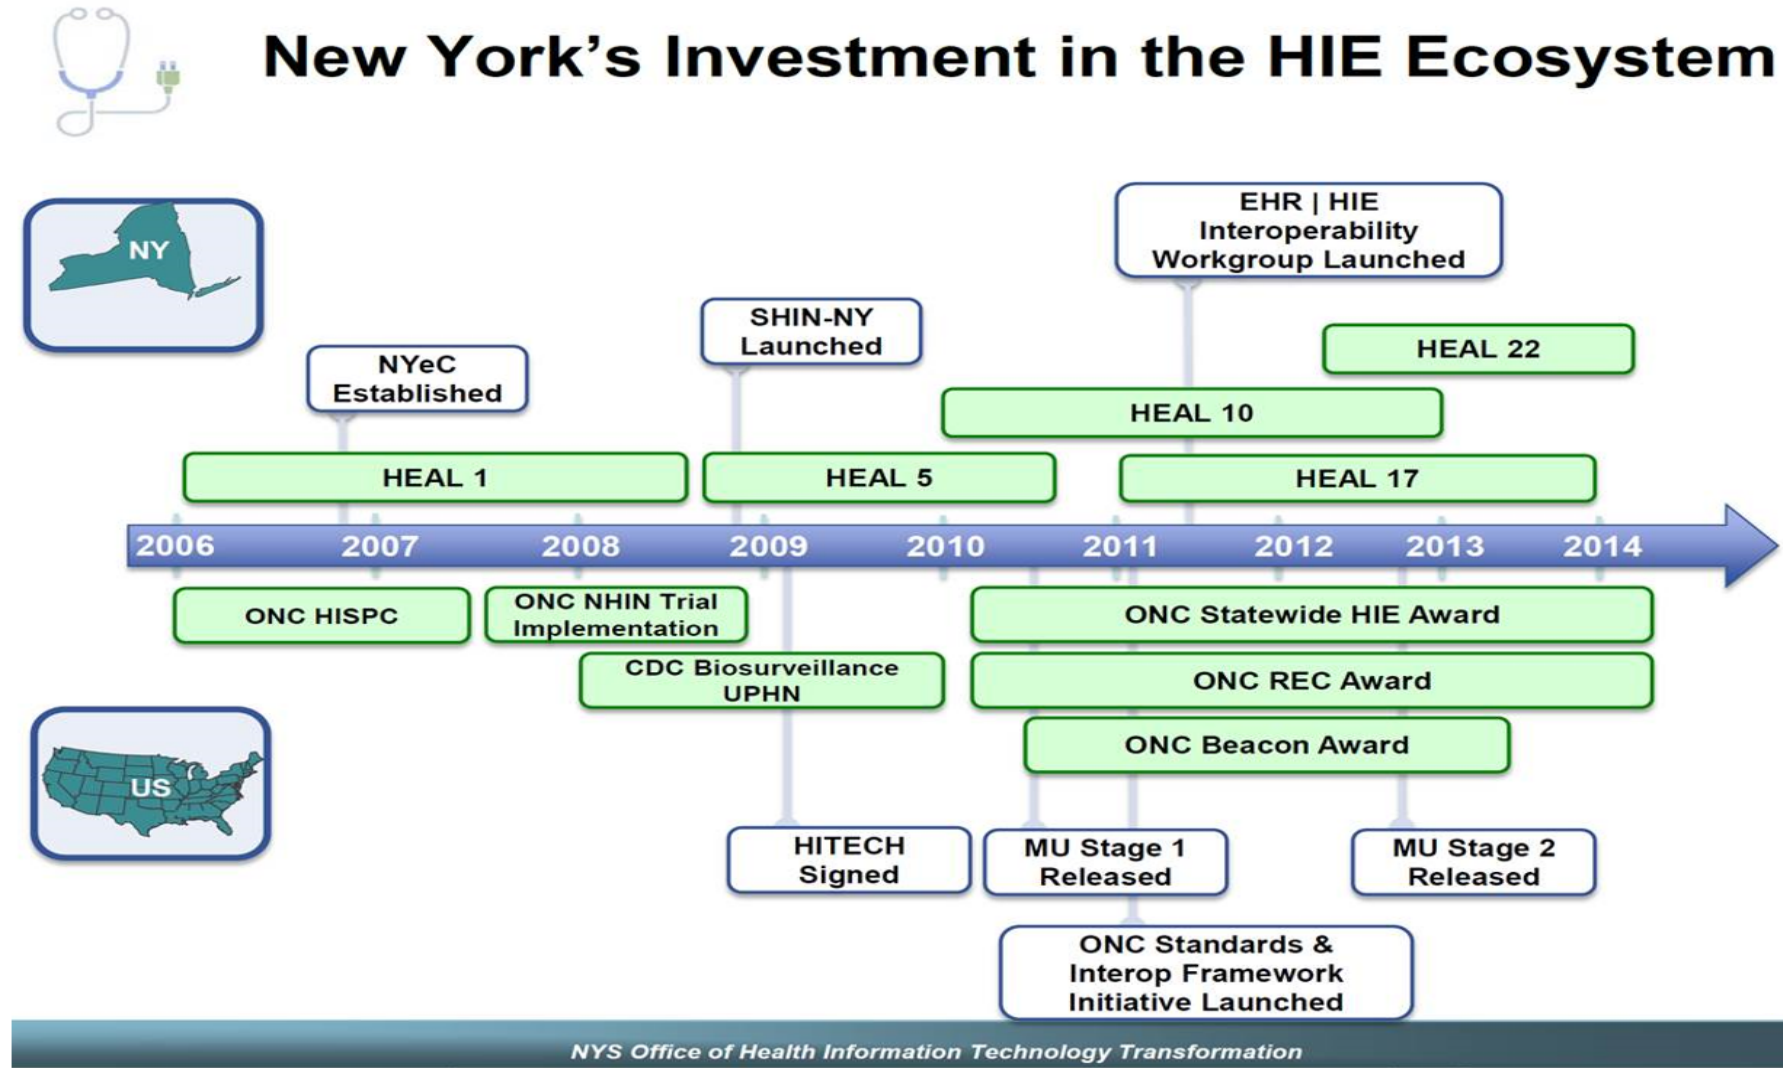 New York’s Investment in the HIE Ecosystem
NY
EHR | HIE
Interoperability
Workgroup Launched
SHIN-NY
Launched
NYeC
Established
HEAL 22
HEAL 10
HEAL 1
HEAL 5
HEAL 17
2006 2007 2008 2009 2010 2011 2012 2013 2014
ONC HISPC
ONC NHIN Trial
Implementation
ONC Statewide HIE Award
CDC Biosurveillance
UPHN
ONC REC Award
ONC Beacon Award
US
HITECH
Signed
MU Stage 1
Released
MU Stage 2
Released
ONC Standards &
Interop Framework
Initiative Launched
NYS Office of Health Information Technology Transformation